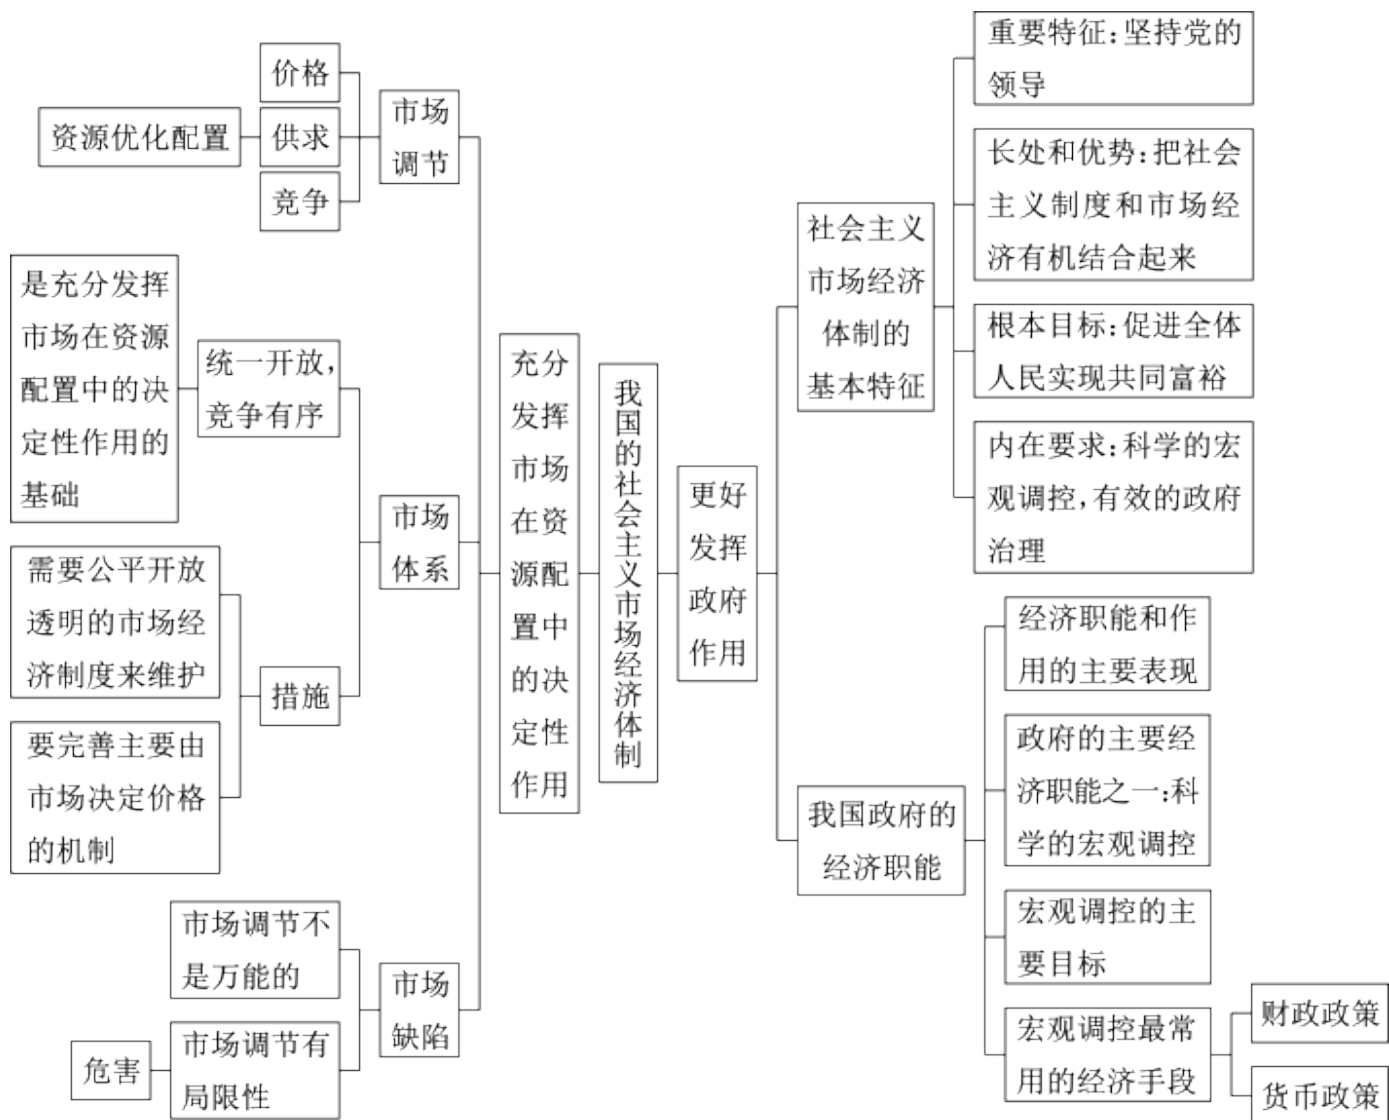 价格
供求
竞争
资源优化配置
市场
调节
是充分发挥
市场在资源
配置中的决
定性作用的
基础
统一开放，
竞争有序
市场
体系
需要公平开放
透明的市场经
济制度来维护
措施
要完善主要由
市场决定价格
的机制
市场调节不
是万能的
市场
缺陷
危害
市场调节有
局限性
充分
发挥
市场
在资
源配
置中
的决
定性
作用
我国的社会主义市场经济体制
更好
发挥
政府
作用
社会主义
市场经济
体制的
基本特征
重要特征：坚持党的
领导
长处和优势：把社会
主义制度和市场经
济有机结合起来
根本目标：促进全体
人民实现共同富裕
内在要求：科学的宏
观调控，有效的政府
治理
我国政府的
经济职能
经济职能和作
用的主要表现
政府的主要经
济职能之一：科
学的宏观调控
宏观调控的主
要目标
宏观调控最常
用的经济手段
财政政策
货币政策